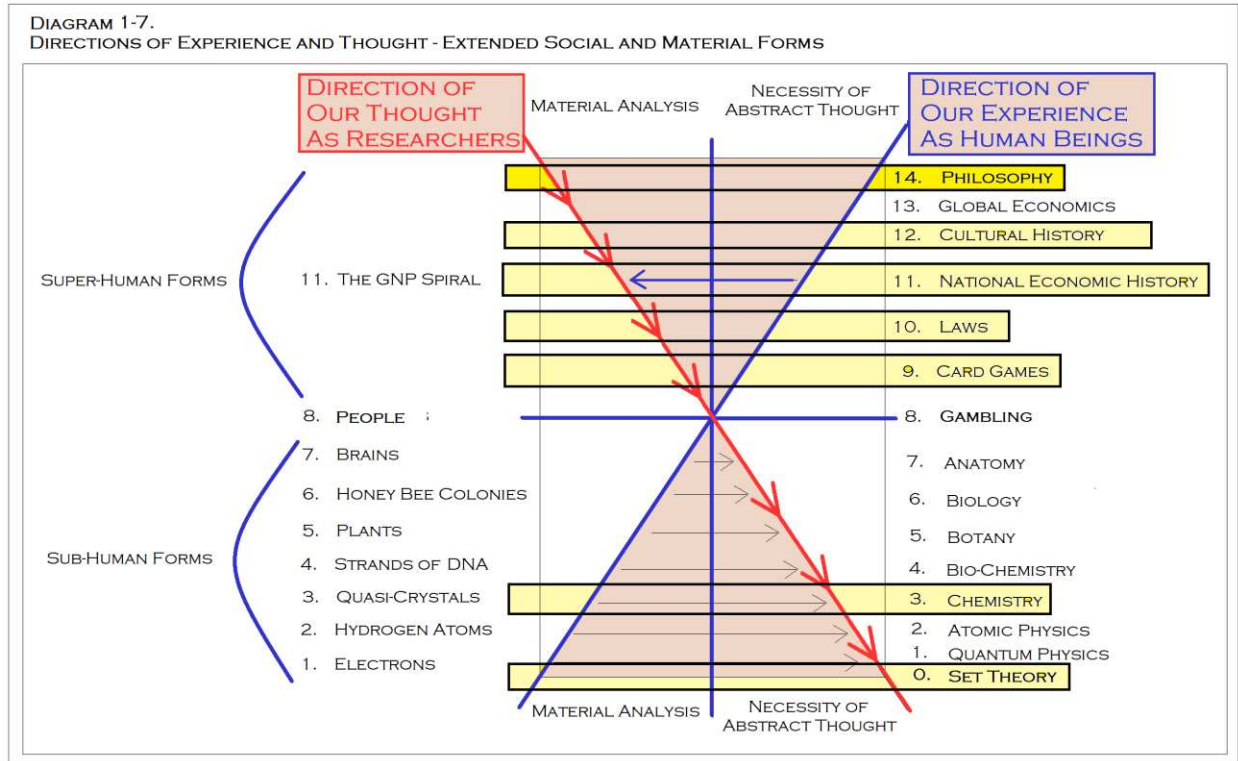 DIAGRAM 1-7.
DIRECTIONS OF EXPERIENCE AND THOUGHT - EXTENDED SOCIAL AND MATERIAL FORMS
DIRECTION OF
OUR THOUGHT
AS RESEARCHERS
MATERIAL ANALYSIS
NECESSITY OF
ABSTRACT THOUGHT
DIRECTION OF
OUR EXPERIENCE
AS HUMAN BEINGS
14. PHILOSOPHY
13. GLOBAL ECONOMICS
12. CULTURAL HISTORY
SUPER-HUMAN FORMS
11. THE GNP SPIRAL
11. NATIONAL ECONOMIC HISTORY
10. LAWS
9. CARD GAMES
8. PEOPLE
8. GAMBLING
7. BRAINS
7. ANATOMY
6. HONEY BEE COLONIES
6. BIOLOGY
5. PLANTS
5. BOTANY
SUB-HUMAN FORMS
4. STRANDS OF DNA
4. BIO-CHEMISTRY
3. QUASI-CRYSTALS
3. CHEMISTRY
2. HYDROGEN ATOMS
2. ATOMIC PHYSICS
1. ELECTRONS
1. QUANTUM PHYSICS
0. SET THEORY
MATERIAL ANALYSIS
NECESSITY OF
ABSTRACT THOUGHT